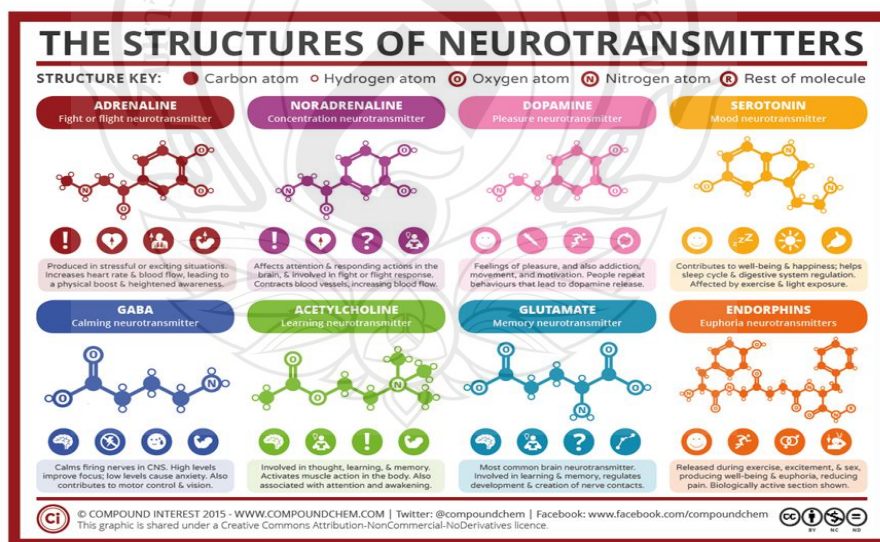 THE STRUCTURES OF NEUROTRANSMITTERS
STRUCTURE KEY: Carbon atom Hydrogen atom O Oxygen atom N Nitrogen atom R Rest of molecule
ADRENALINE
Fight or flight neurotransmitter
Produced in stressful or exciting situations.
Increases heart rate & blood flow, leading to
a physical boost & heightened awareness.
NORADRENALINE
Concentration neurotransmitter
Affects attention & responding actions in the
brain, & involved in fight or flight response.
Contracts blood vessels, increasing blood flow.
DOPAMINE
Pleasure neurotransmitter
Feelings of pleasure, and also addiction,
movement, and motivation. People repeat
behaviours that lead to dopamine release.
SEROTONIN
Mood neurotransmitter
Contributes to well-being & happiness; helps
sleep cycle & digestive system regulation.
Affected by exercise & light exposure.
GABA
Calming neurotransmitter
Calms firing nerves in CNS. High levels
improve focus; low levels cause anxiety. Also
contributes to motor control & vision.
ACETYLCHOLINE
Learning neurotransmitter
Involved in thought, learning, & memory.
Activates muscle action in the body. Also
associated with attention and awakening.
GLUTAMATE
Memory neurotransmitter
Most common brain neurotransmitter.
Involved in learning & memory, regulates
development & creation of nerve contacts.
ENDORPHINS
Euphoria neurotransmitters
Released during exercise, excitement, & sex,
producing well-being & euphoria, reducing
pain. Biologically active section shown.
Ci © COMPOUND INTEREST 2015 - WWW.COMPOUNDCHEM.COM | Twitter: @compoundchem | Facebook: www.facebook.com/compoundchem
This graphic is shared under a Creative Commons Attribution-NonCommercial-NoDerivatives licence.
cc BY NC ND